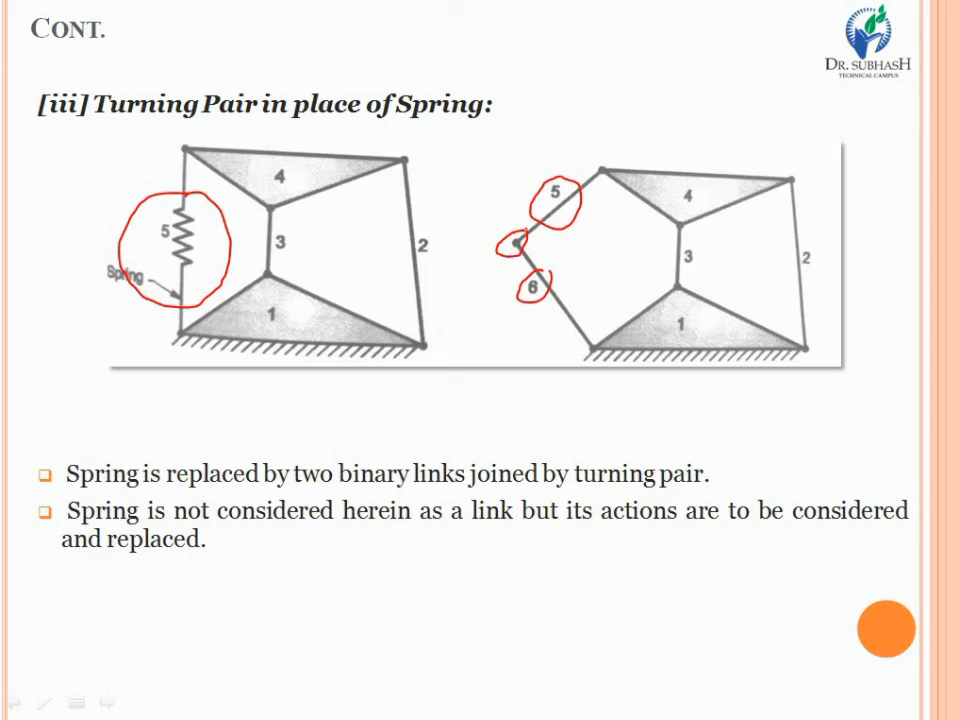 CONT.
DR. SUBHASH
TECHNICAL CAMPUS
[iii] Turning Pair in place of Spring:
4
5
3
2
Spring
1
5
4
3
2
6
1
Spring is replaced by two binary links joined by turning pair.
Spring is not considered herein as a link but its actions are to be considered
and replaced.